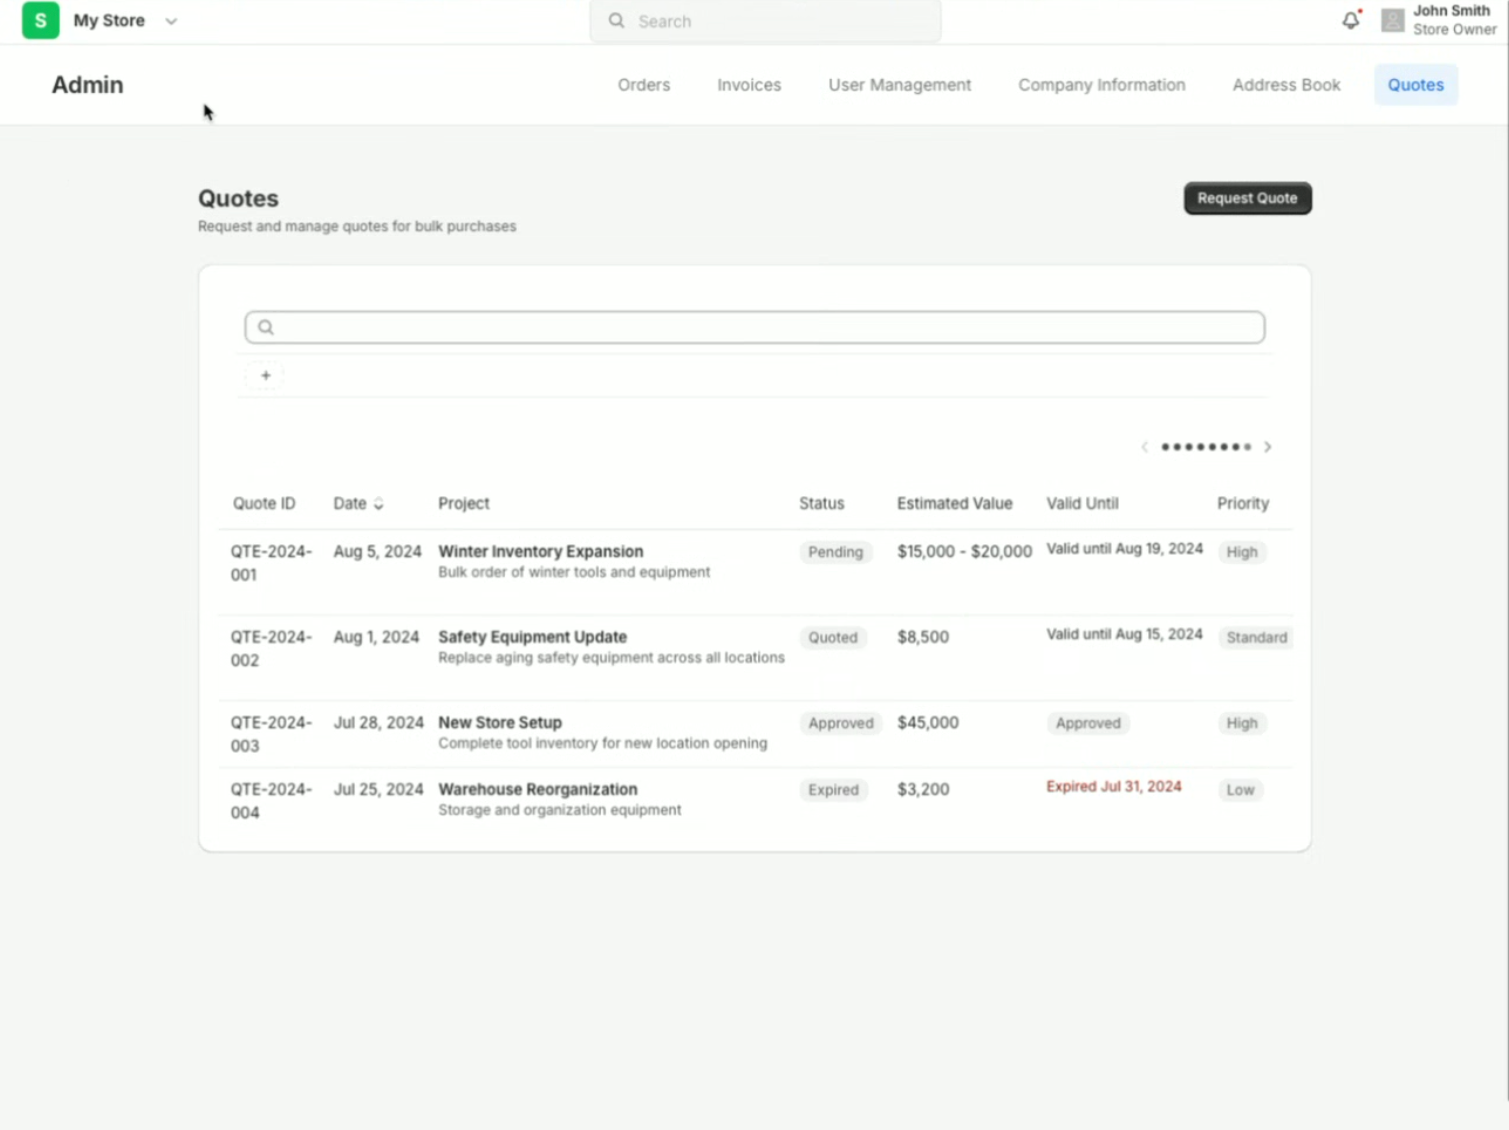 S My Store
Search
John Smith
Store Owner
Admin
Orders Invoices User Management Company Information Address Book Quotes
Quotes
Request and manage quotes for bulk purchases
Request Quote
+
Quote ID Date Project Status Estimated Value Valid Until Priority
QTE-2024-
001
Aug 5, 2024
Winter Inventory Expansion
Bulk order of winter tools and equipment
Pending
$15,000 - $20,000
Valid until Aug 19, 2024
High
QTE-2024-
002
Aug 1, 2024
Safety Equipment Update
Replace aging safety equipment across all locations
Quoted
$8,500
Valid until Aug 15, 2024
Standard
QTE-2024-
003
Jul 28, 2024
New Store Setup
Complete tool inventory for new location opening
Approved
$45,000
Approved
High
QTE-2024-
004
Jul 25, 2024
Warehouse Reorganization
Storage and organization equipment
Expired
$3,200
Expired Jul 31, 2024
Low